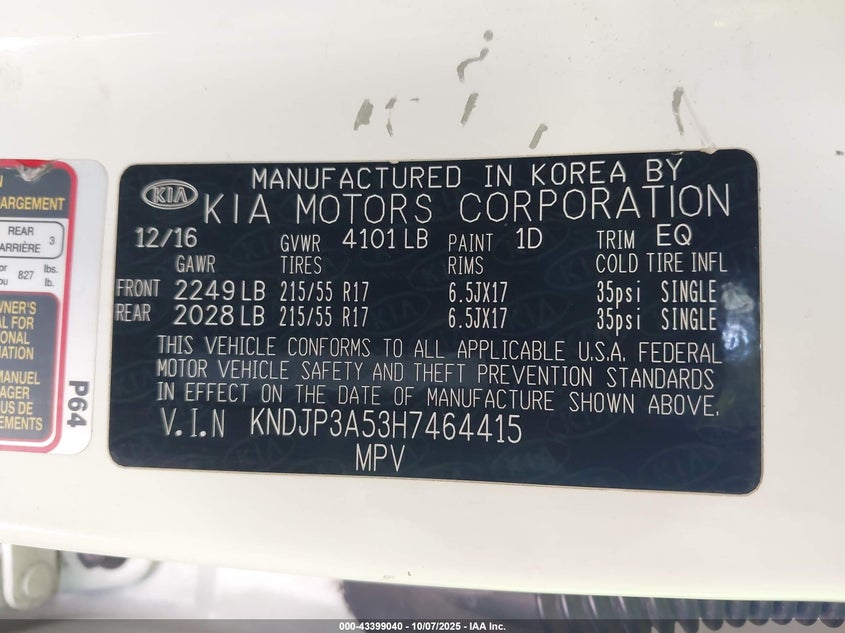 N
ARGEMENT
REAR 3
ARRIÈRE
or 827 lbs.
ou lb.
OWNER'S
AL FOR
IONAL
MATION
MANUEL
AGER
US DE
EMENTS
P64
KIA
MANUFACTURED IN KOREA BY
KIA MOTORS CORPORATION
12/16 GVWR 4101 LB PAINT 1D TRIM EQ
GAWR TIRES RIMS COLD TIRE INFL
FRONT 2249 LB 215/55 R17 6.5JX17 35psi SINGLE
REAR 2028 LB 215/55 R17 6.5JX17 35psi SINGLE
THIS VEHICLE CONFORMS TO ALL APPLICABLE U.S.A. FEDERAL
MOTOR VEHICLE SAFETY AND THEFT PREVENTION STANDARDS
IN EFFECT ON THE DATE OF MANUFACTURE SHOWN ABOVE.
V.I.N KNDJP3A53H7464415
MPV
000-43399040 - 10/07/2025 - IAA Inc.